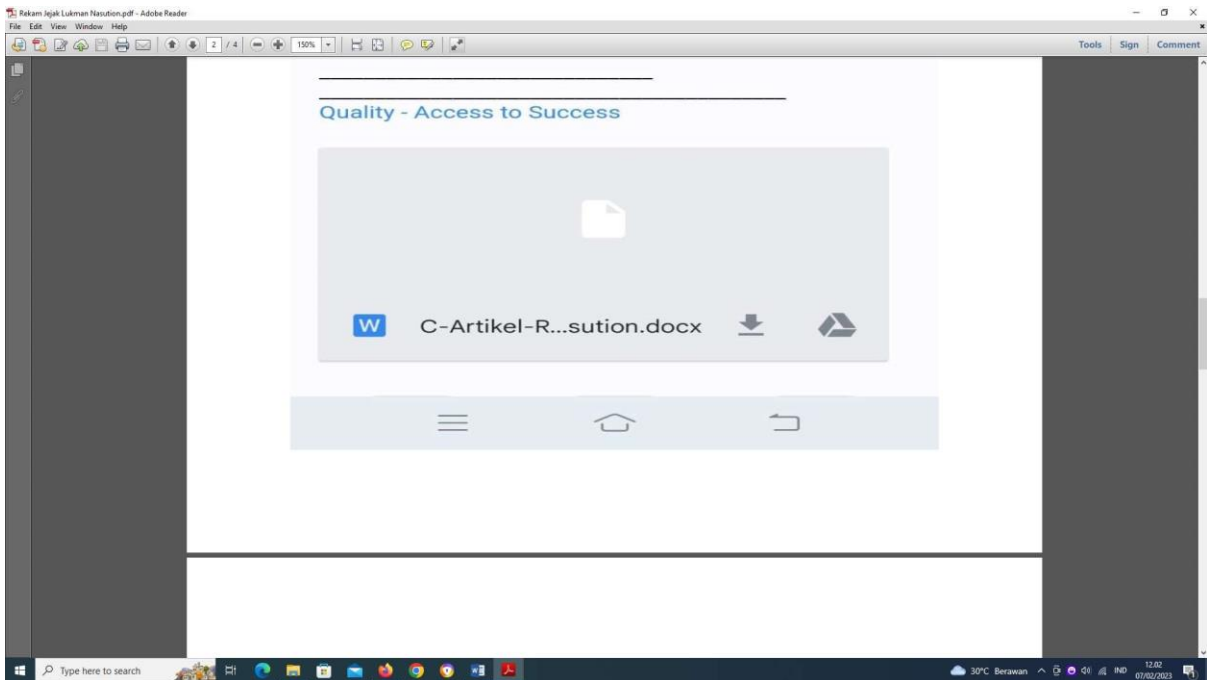 Rekam Jejak Lukman Nasution.pdf - Adobe Reader
File Edit View Window Help
2 / 4 150% Tools Sign Comment
Quality - Access to Success
W C-Artikel-R...sution.docx
Type here to search 30°C Berawan IND 12.02
07/02/2023